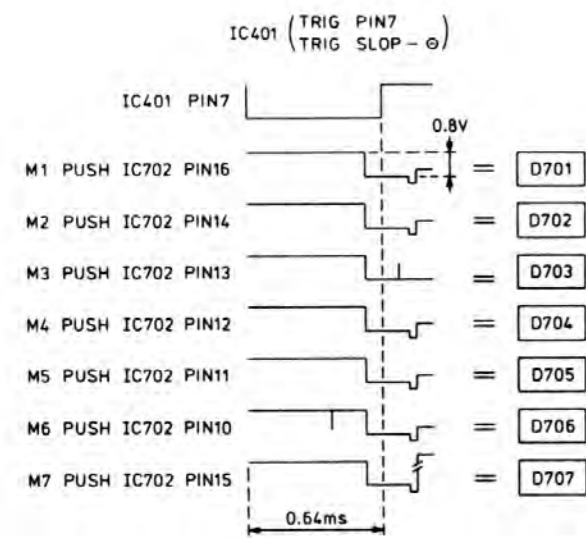 IC401 ( TRIG PIN7
TRIG SLOP - ⊖ )
IC401 PIN7
0.8V
M1 PUSH IC702 PIN16 = D701
M2 PUSH IC702 PIN14 = D702
M3 PUSH IC702 PIN13 = D703
M4 PUSH IC702 PIN12 = D704
M5 PUSH IC702 PIN11 = D705
M6 PUSH IC702 PIN10 = D706
M7 PUSH IC702 PIN15 = D707
0.64ms